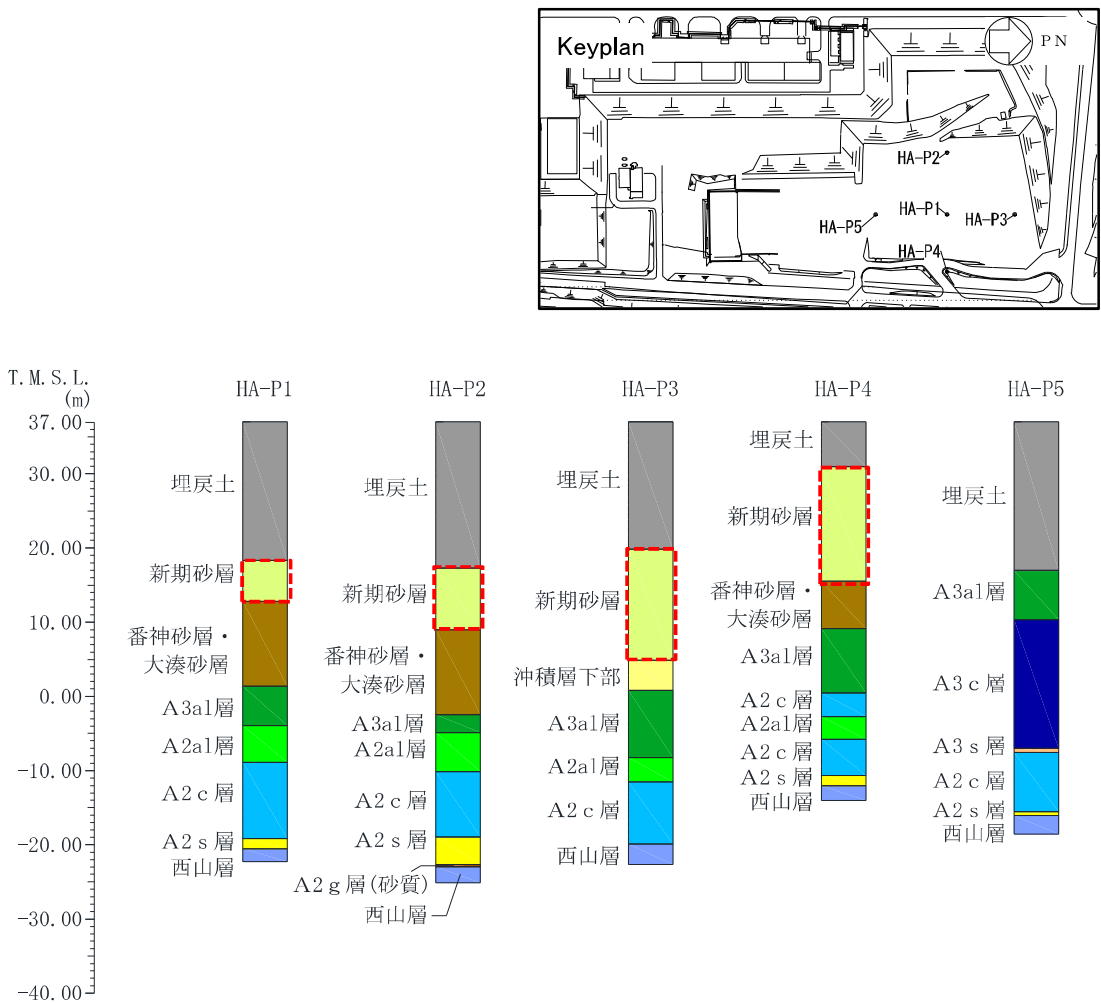 Keyplan
PN
HA-P2
HA-P5
HA-P1
HA-P3
HA-P4
T.M.S.L.
(m)
37.00
30.00
20.00
10.00
0.00
-10.00
-20.00
-30.00
-40.00
HA-P1
埋戻土
新期砂層
番神砂層・
大湊砂層
A3al層
A2al層
A2c層
A2s層
西山層
HA-P2
埋戻土
新期砂層
番神砂層・
大湊砂層
A3al層
A2al層
A2c層
A2s層
A2g層(砂質)
西山層
HA-P3
埋戻土
新期砂層
沖積層下部
A3al層
A2al層
A2c層
西山層
HA-P4
埋戻土
新期砂層
番神砂層・
大湊砂層
A3al層
A2c層
A2al層
A2c層
A2s層
西山層
HA-P5
埋戻土
A3al層
A3c層
A3s層
A2c層
A2s層
西山層